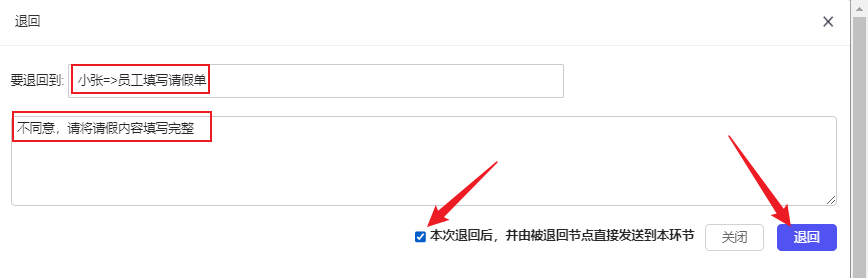 退回
要退回到: 小张=>员工填写请假单
不同意，请将请假内容填写完整
本次退回后，并由被退回节点直接发送到本环节 关闭 退回